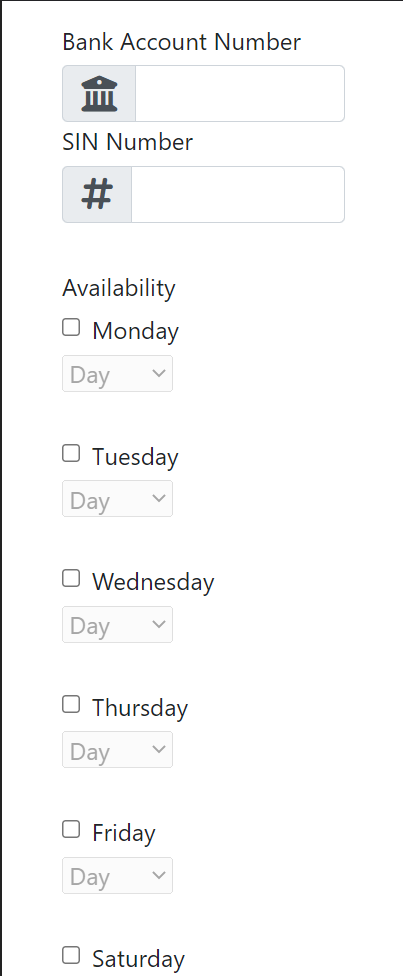 Bank Account Number
SIN Number
#
Availability
Monday
Day
Tuesday
Day
Wednesday
Day
Thursday
Day
Friday
Day
Saturday